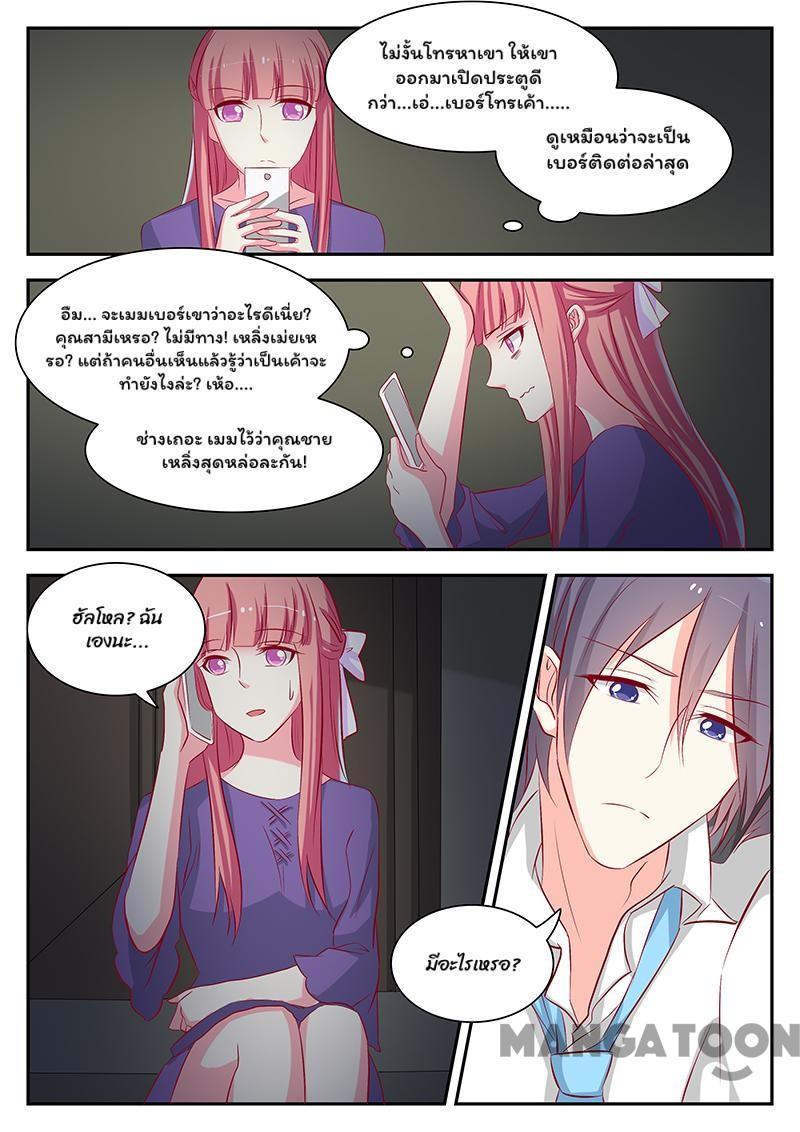 ไม่งั้นโทรหาเขา ให้เขา
ออกมาเปิดประตูดี
กว่า...เอ่...เบอร์โทรเค้า.....
ดูเหมือนว่าจะเป็น
เบอร์ติดต่อล่าสุด
อืม... จะเมมเบอร์เขาว่าอะไรดีเนี่ย?
คุณสามีเหรอ? ไม่มีทาง! เหลิ่งเม่ยเห
รอ? แต่ถ้าคนอื่นเห็นแล้วรู้ว่าเป็นเค้าจะ
ทำยังไงล่ะ? เห้อ....
ช่างเถอะ เมมไว้ว่าคุณชาย
เหลิ่งสุดหล่อละกัน!
ฮัลโหล? ฉัน
เองนะ...
มีอะไรเหรอ?
MANGATOON